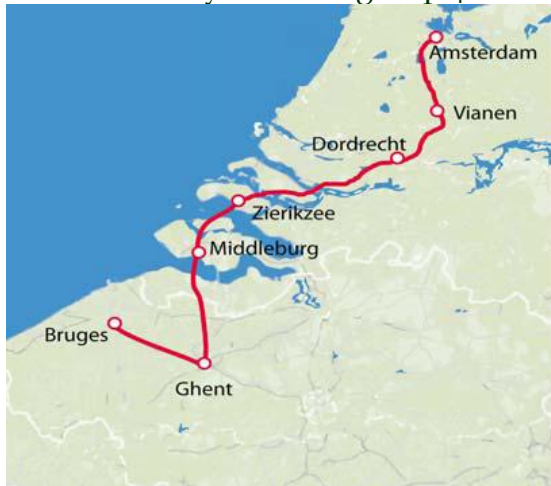 Amsterdam
Vianen
Dordrecht
Zierikzee
Middleburg
Bruges
Ghent